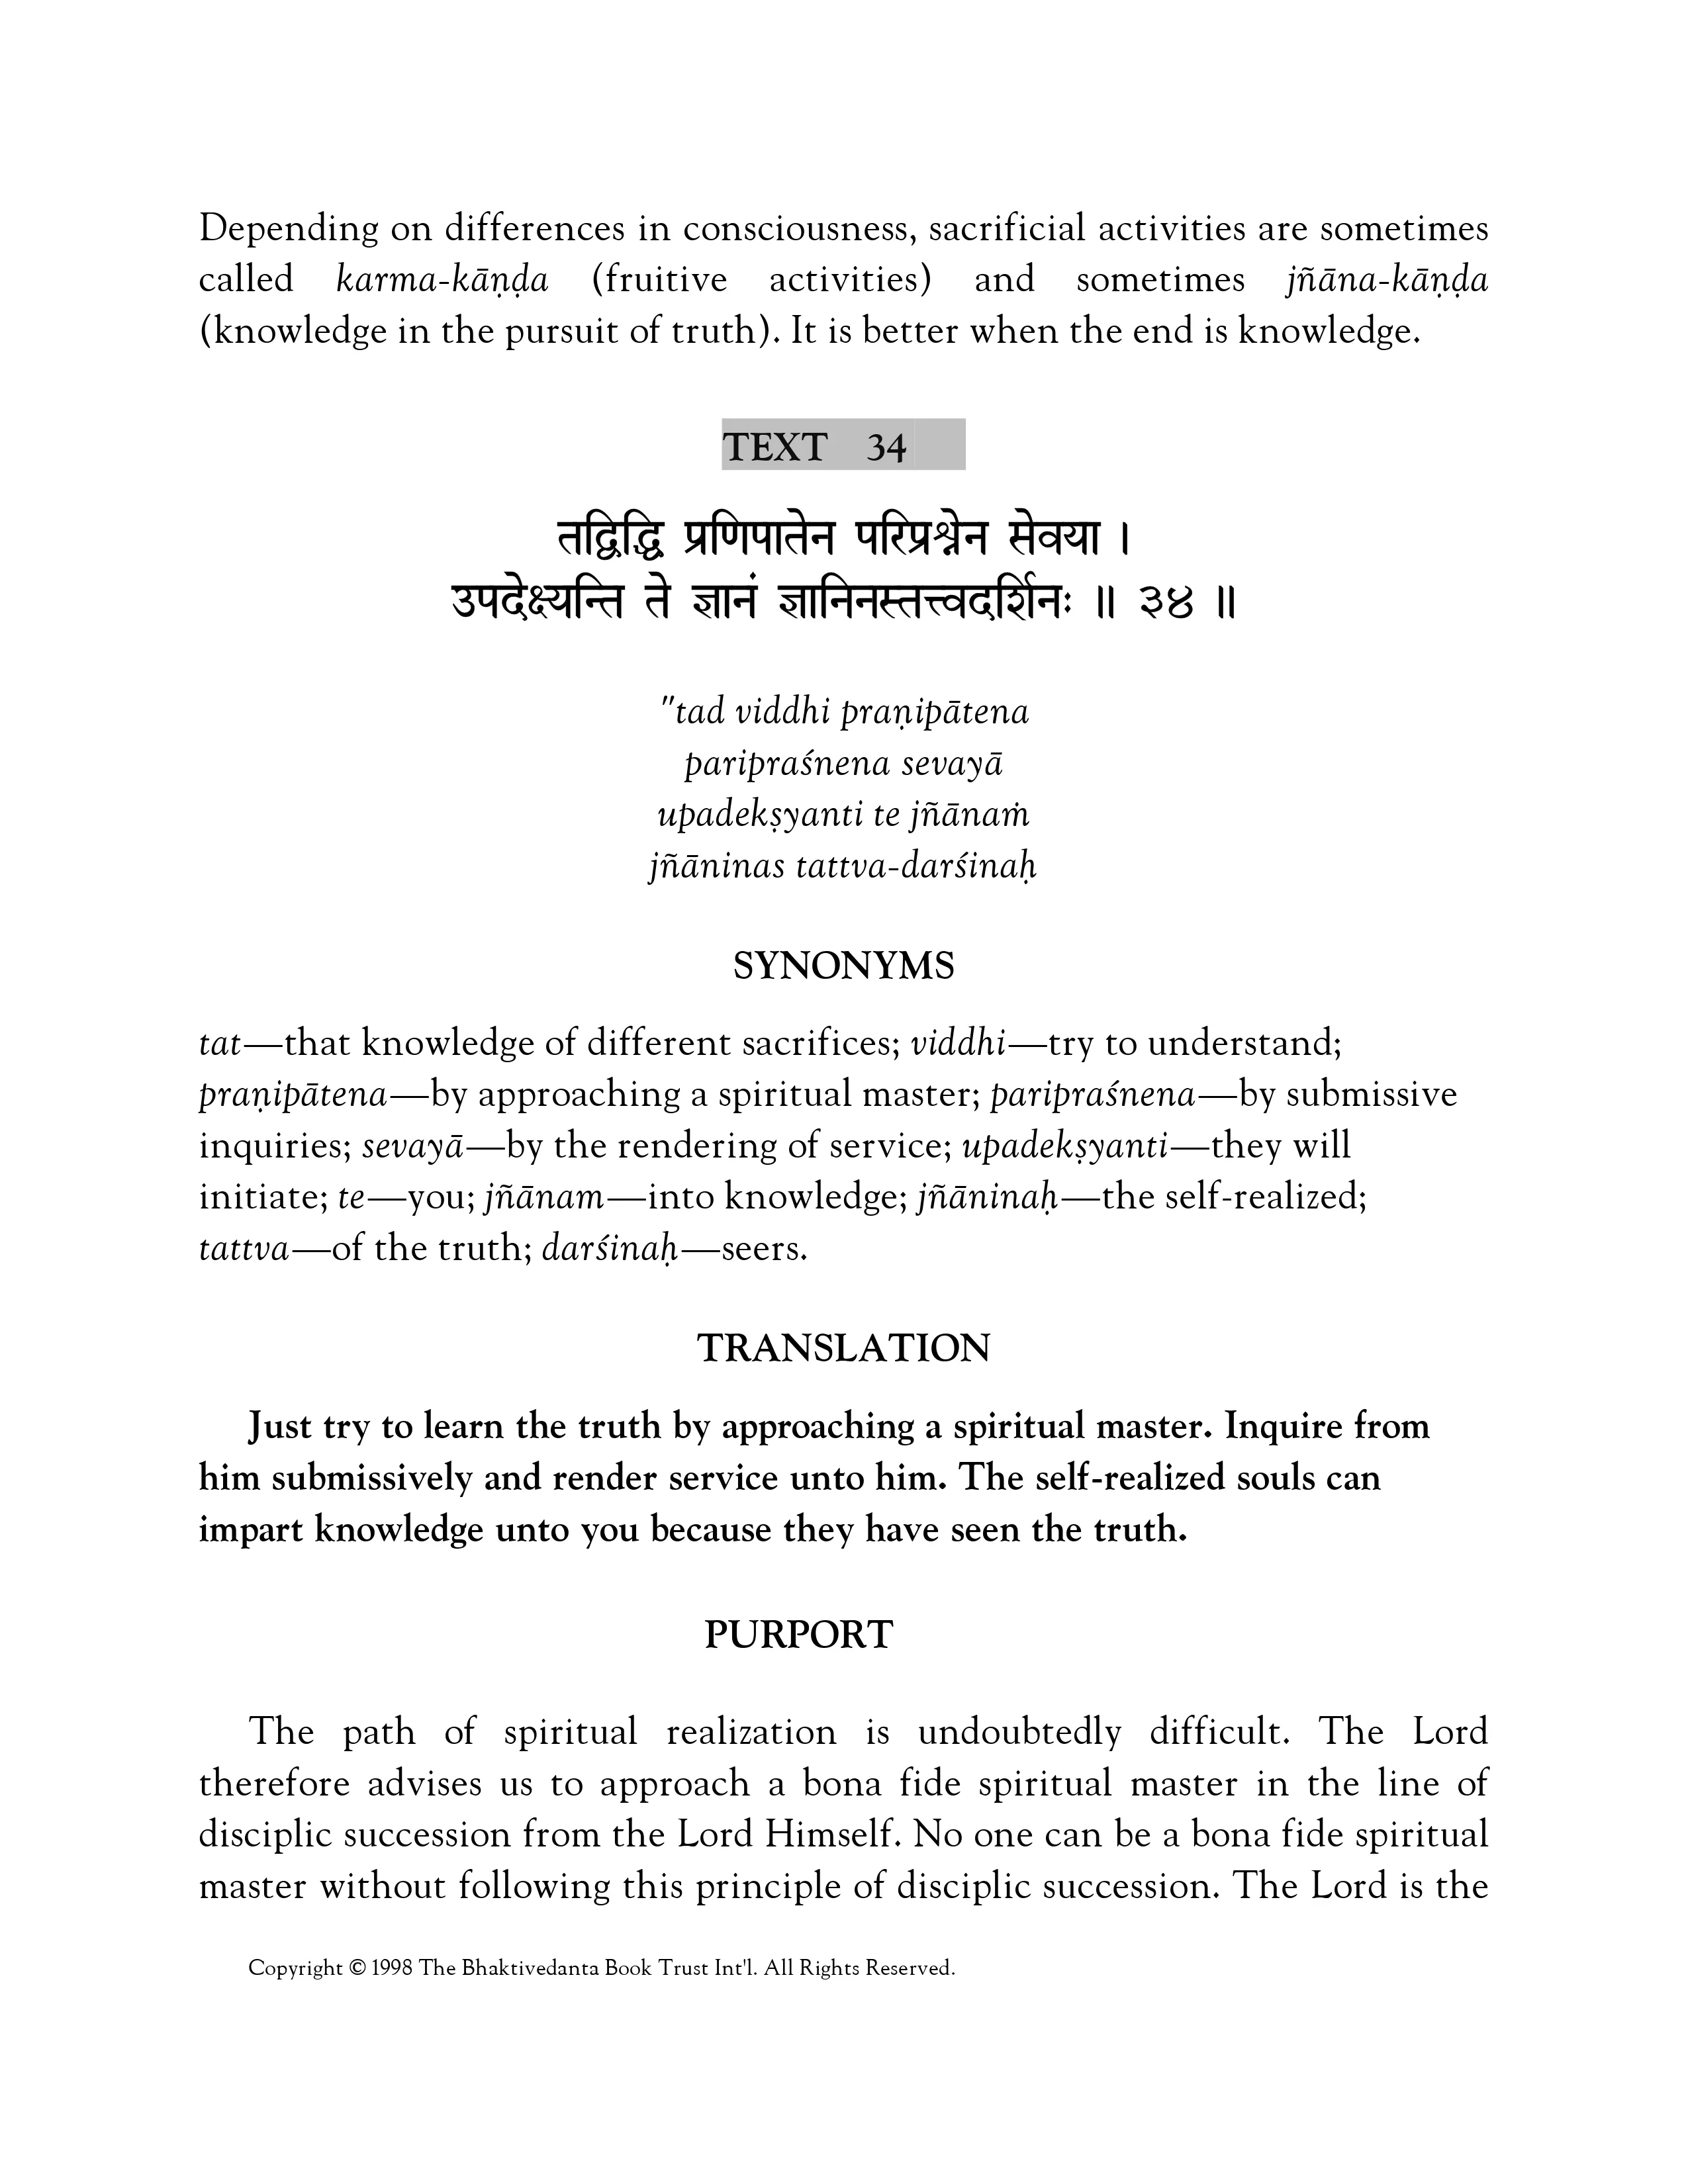 Depending on differences in consciousness, sacrificial activities are sometimes
called karma-kāṇḍa (fruitive activities) and sometimes jñāna-kāṇḍa
(knowledge in the pursuit of truth). It is better when the end is knowledge.
TEXT 34
तद्विद्धि प्रणिपातेन परिप्रश्नेन सेवया ।
उपदेक्ष्यन्ति ते ज्ञानं ज्ञानिनस्तत्त्वदर्शिनः ॥ ३४ ॥
"tad viddhi praṇipātena
paripraśnena sevayā
upadekṣyanti te jñānaṁ
jñāninas tattva-darśinaḥ
SYNONYMS
tat—that knowledge of different sacrifices; viddhi—try to understand;
praṇipātena—by approaching a spiritual master; paripraśnena—by submissive
inquiries; sevayā—by the rendering of service; upadekṣyanti—they will
initiate; te—you; jñānam—into knowledge; jñāninaḥ—the self-realized;
tattva—of the truth; darśinaḥ—seers.
TRANSLATION
Just try to learn the truth by approaching a spiritual master. Inquire from
him submissively and render service unto him. The self-realized souls can
impart knowledge unto you because they have seen the truth.
PURPORT
The path of spiritual realization is undoubtedly difficult. The Lord
therefore advises us to approach a bona fide spiritual master in the line of
disciplic succession from the Lord Himself. No one can be a bona fide spiritual
master without following this principle of disciplic succession. The Lord is the
Copyright © 1998 The Bhaktivedanta Book Trust Int'l. All Rights Reserved.